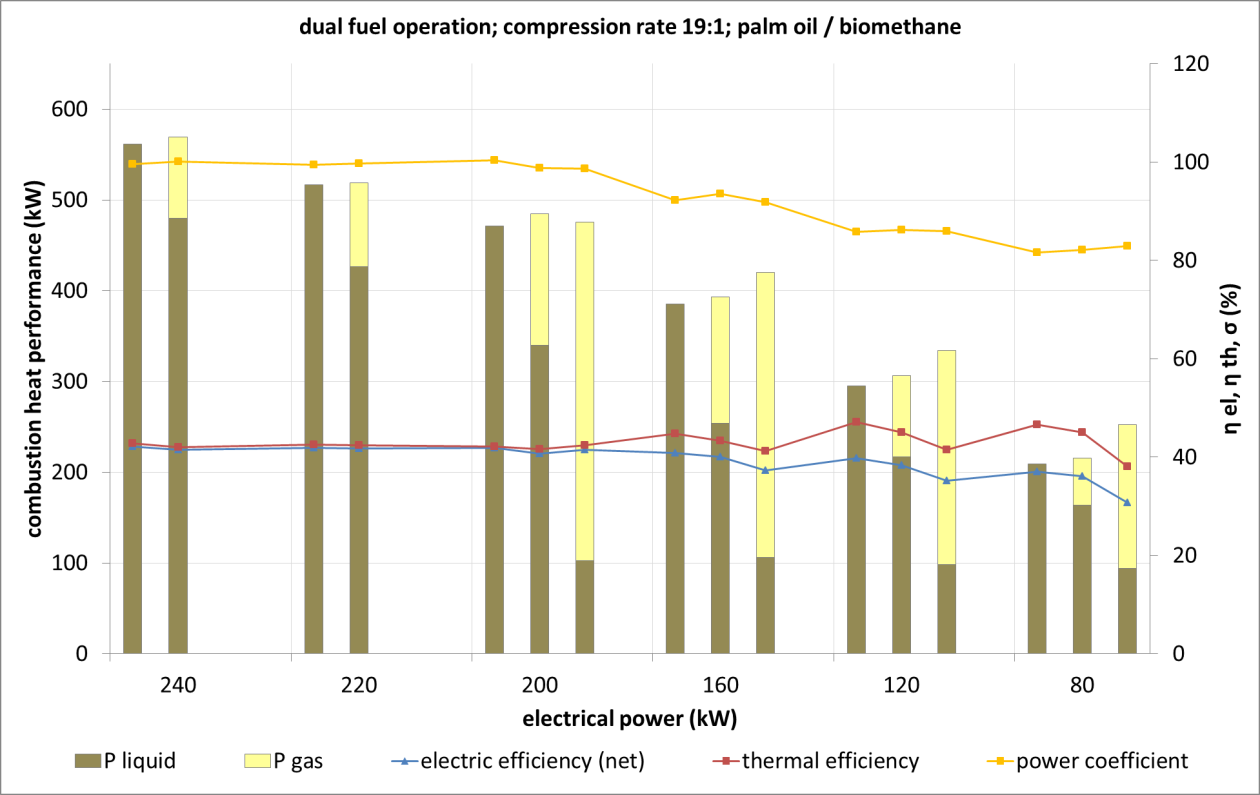 dual fuel operation; compression rate 19:1; palm oil / biomethane
combustion heat performance (kW)
600
500
400
300
200
100
0
120
100
80
60
40
20
0
η el, η th, σ (%)
240 220 200 160 120 80
electrical power (kW)
P liquid P gas electric efficiency (net) thermal efficiency power coefficient